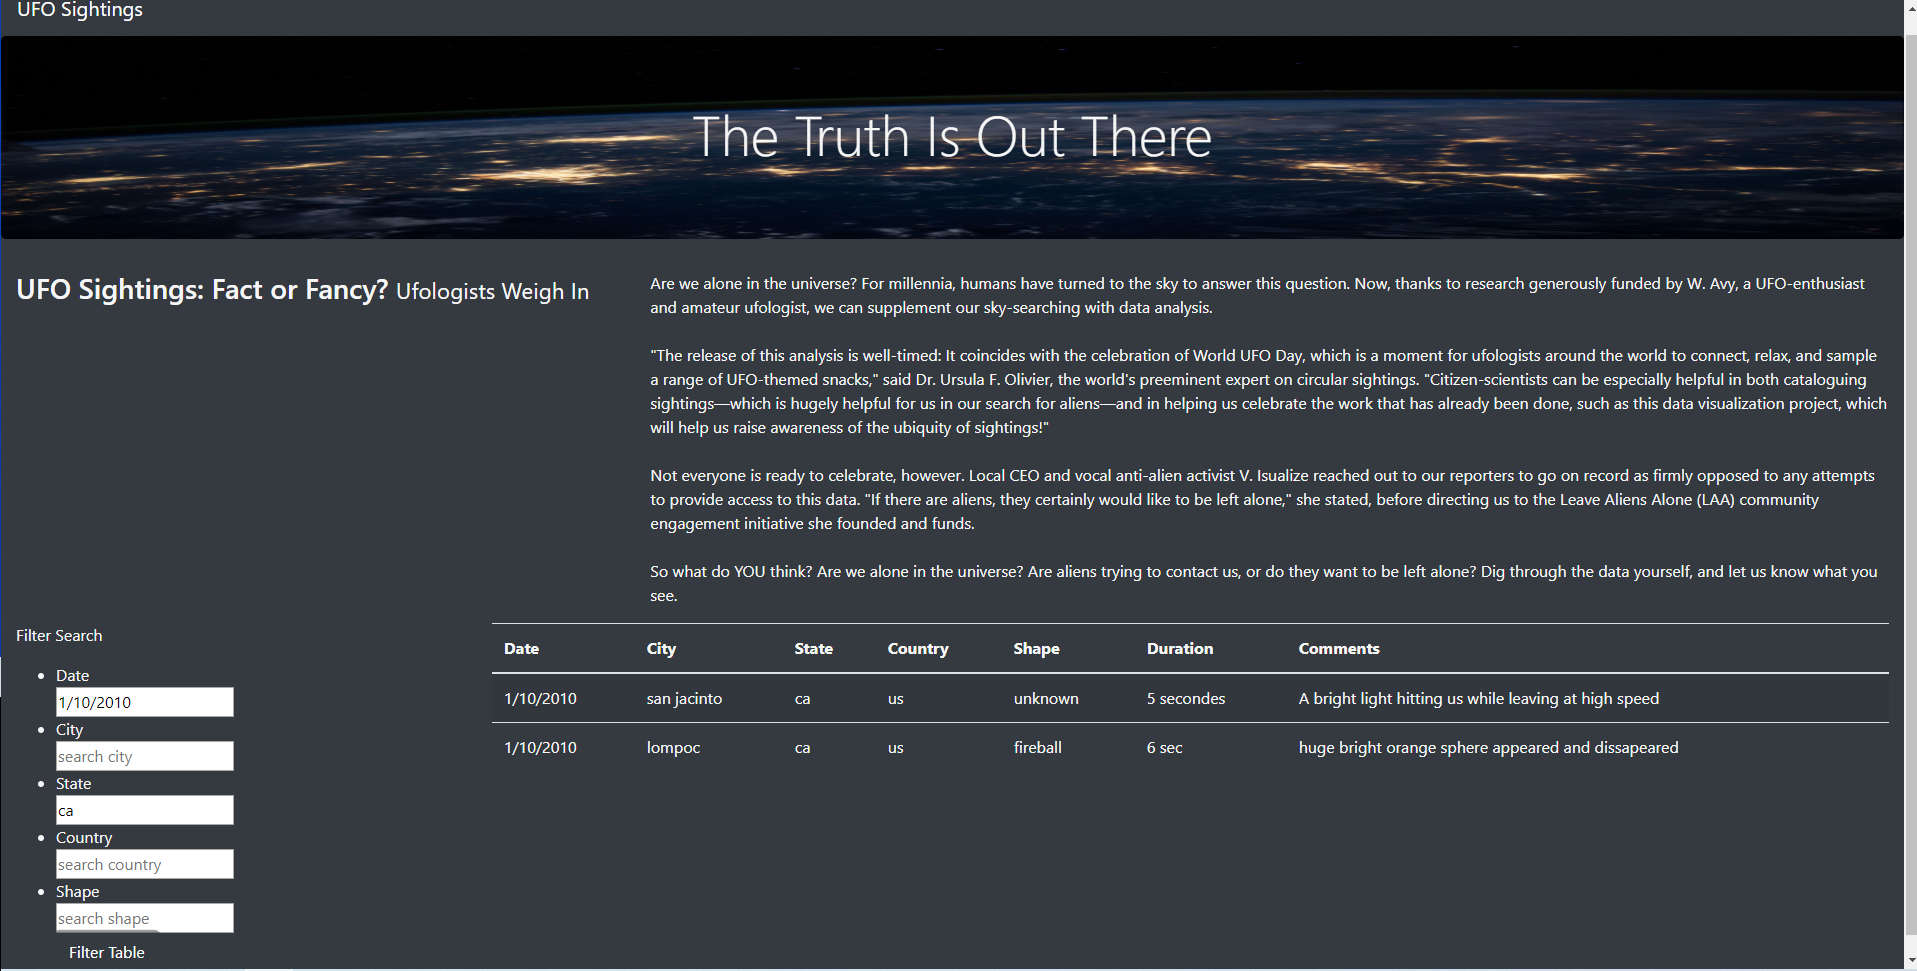 UFO Sightings
The Truth Is Out There
UFO Sightings: Fact or Fancy? Ufologists Weigh In
Are we alone in the universe? For millennia, humans have turned to the sky to answer this question. Now, thanks to research generously funded by W. Avy, a UFO-enthusiast
and amateur ufologist, we can supplement our sky-searching with data analysis.
"The release of this analysis is well-timed: It coincides with the celebration of World UFO Day, which is a moment for ufologists around the world to connect, relax, and sample
a range of UFO-themed snacks," said Dr. Ursula F. Olivier, the world's preeminent expert on circular sightings. "Citizen-scientists can be especially helpful in both cataloguing
sightings—which is hugely helpful for us in our search for aliens—and in helping us celebrate the work that has already been done, such as this data visualization project, which
will help us raise awareness of the ubiquity of sightings!"
Not everyone is ready to celebrate, however. Local CEO and vocal anti-alien activist V. Isualize reached out to our reporters to go on record as firmly opposed to any attempts
to provide access to this data. "If there are aliens, they certainly would like to be left alone," she stated, before directing us to the Leave Aliens Alone (LAA) community
engagement initiative she founded and funds.
So what do YOU think? Are we alone in the universe? Are aliens trying to contact us, or do they want to be left alone? Dig through the data yourself, and let us know what you
see.
Filter Search
Date
1/10/2010
City
search city
State
ca
Country
search country
Shape
search shape
Filter Table
Date City State Country Shape Duration Comments
1/10/2010 san jacinto ca us unknown 5 secondes A bright light hitting us while leaving at high speed
1/10/2010 lompoc ca us fireball 6 sec huge bright orange sphere appeared and dissapeared